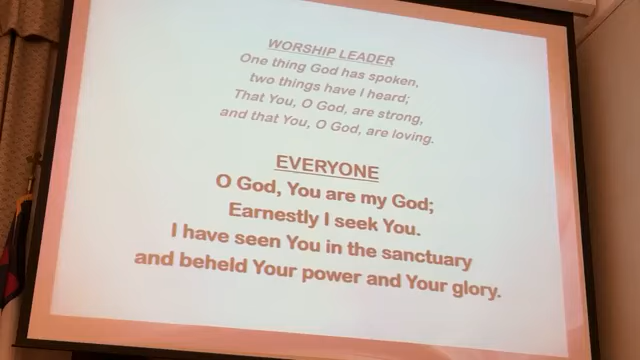 WORSHIP LEADER
One thing God has spoken,
two things have I heard;
That You, O God, are strong,
and that You, O God, are loving.
EVERYONE
O God, You are my God;
Earnestly I seek You.
I have seen You in the sanctuary
and beheld Your power and Your glory.